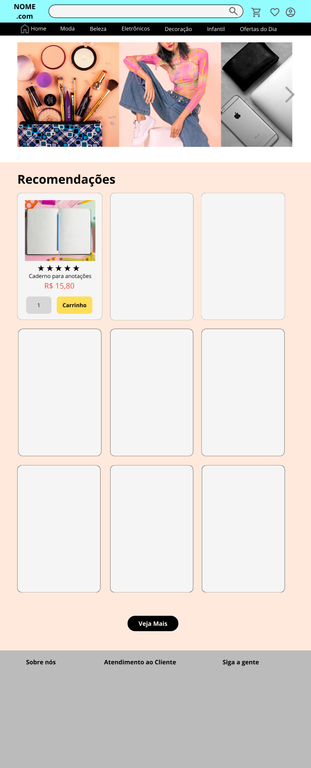 NOME
.com
Home Moda Beleza Eletrônicos Decoração Infantil Ofertas do Dia
Recomendações
Caderno para anotações
R$ 15,80
1 Carrinho
Veja Mais
Sobre nós Atendimento ao Cliente Siga a gente